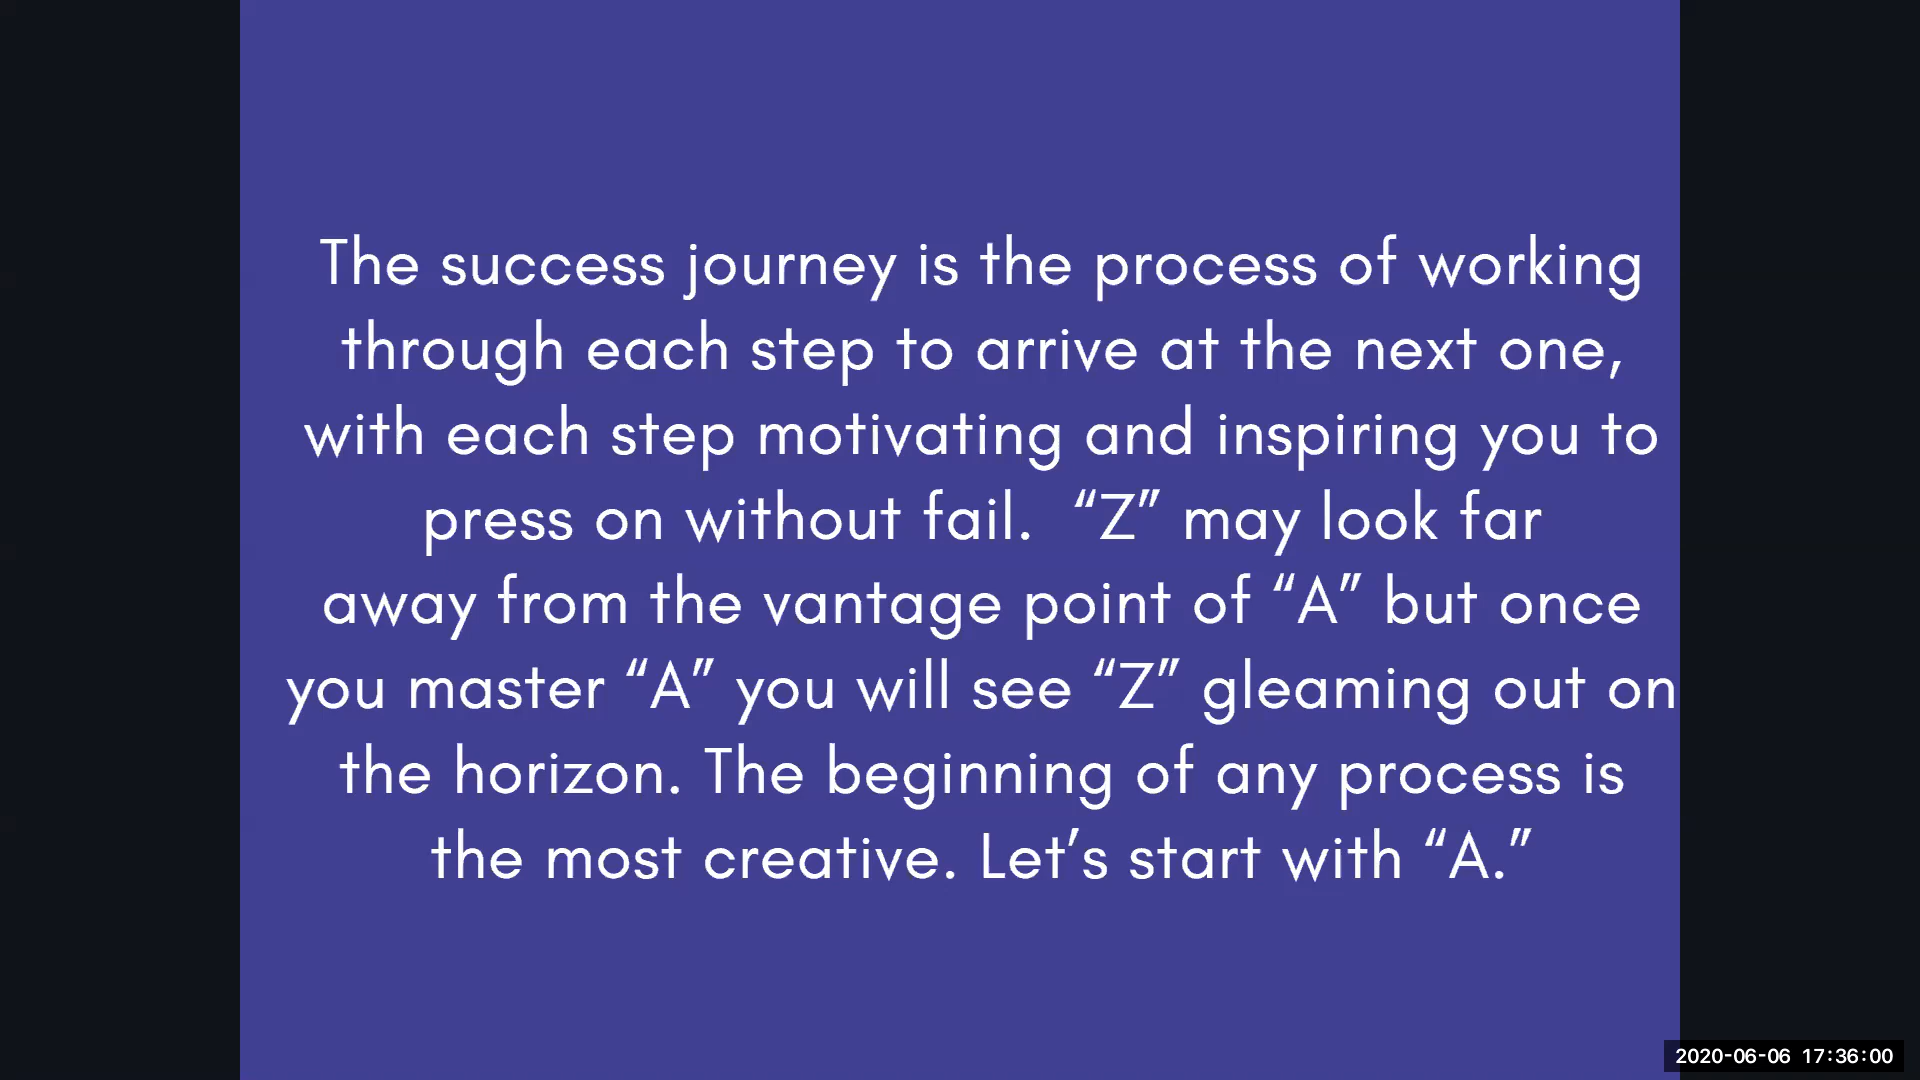 The success journey is the process of working
through each step to arrive at the next one,
with each step motivating and inspiring you to
press on without fail.  “Z” may look far
away from the vantage point of “A” but once
you master “A” you will see “Z” gleaming out on
the horizon. The beginning of any process is
the most creative. Let’s start with “A.”
2020-06-06 17:36:00